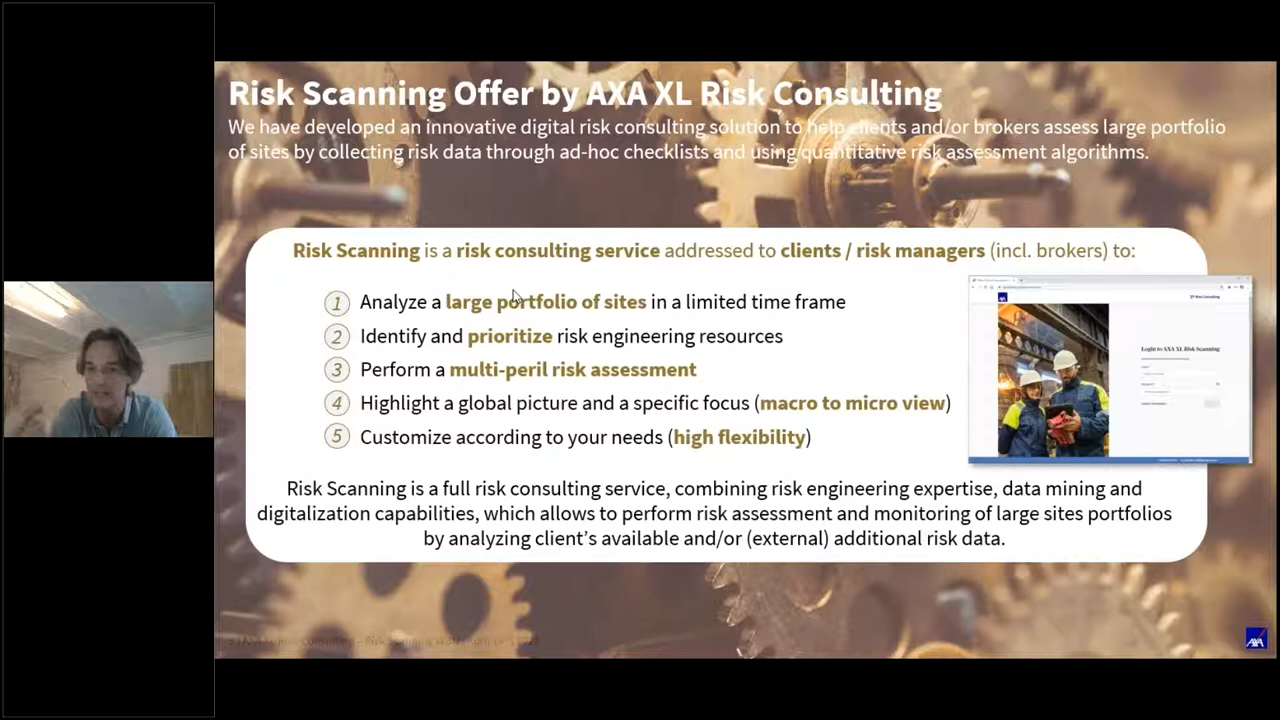 Risk Scanning Offer by AXA XL Risk Consulting
We have developed an innovative digital risk consulting solution to help clients and/or brokers assess large portfolio
of sites by collecting risk data through ad-hoc checklists and using quantitative risk assessment algorithms.
Risk Scanning is a risk consulting service addressed to clients / risk managers (incl. brokers) to:
1 Analyze a large portfolio of sites in a limited time frame
2 Identify and prioritize risk engineering resources
3 Perform a multi-peril risk assessment
4 Highlight a global picture and a specific focus (macro to micro view)
5 Customize according to your needs (high flexibility)
Login to AXA XL Risk Scanning
Risk Scanning is a full risk consulting service, combining risk engineering expertise, data mining and
digitalization capabilities, which allows to perform risk assessment and monitoring of large sites portfolios
by analyzing client's available and/or (external) additional risk data.
AXA